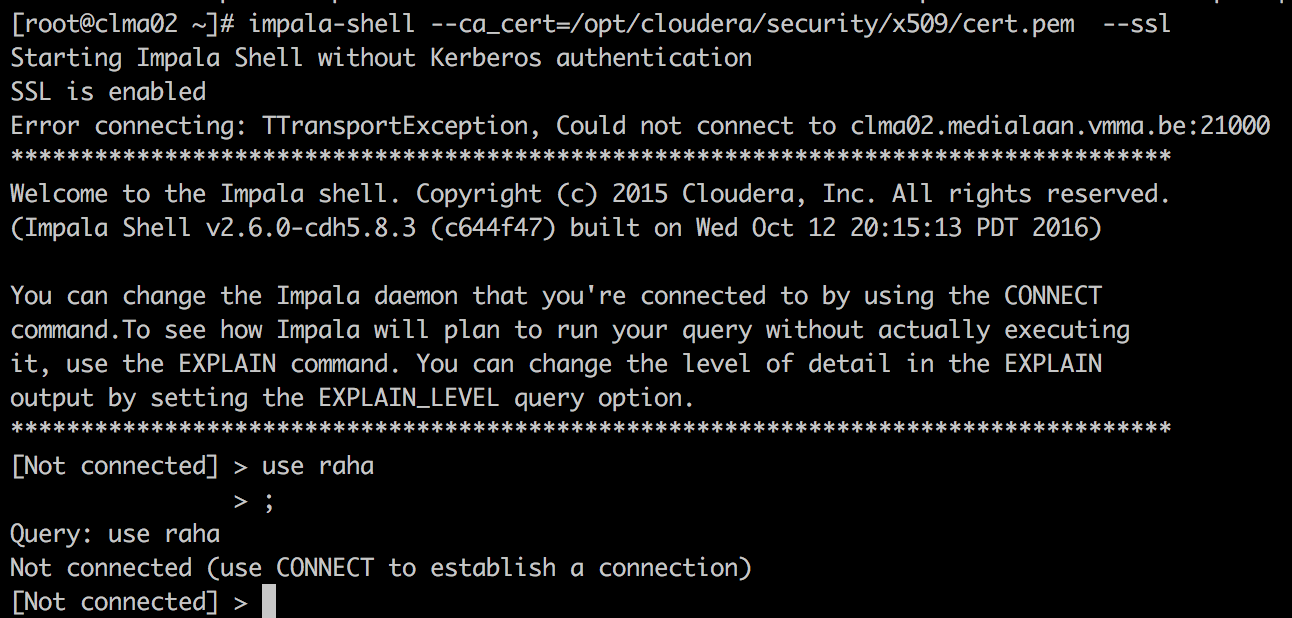 [root@clma02 ~]# impala-shell --ca_cert=/opt/cloudera/security/x509/cert.pem  --ssl
Starting Impala Shell without Kerberos authentication
SSL is enabled
Error connecting: TTransportException, Could not connect to clma02.medialaan.vmma.be:21000
***********************************************************************************
Welcome to the Impala shell. Copyright (c) 2015 Cloudera, Inc. All rights reserved.
(Impala Shell v2.6.0-cdh5.8.3 (c644f47) built on Wed Oct 12 20:15:13 PDT 2016)

You can change the Impala daemon that you're connected to by using the CONNECT
command.To see how Impala will plan to run your query without actually executing
it, use the EXPLAIN command. You can change the level of detail in the EXPLAIN
output by setting the EXPLAIN_LEVEL query option.
***********************************************************************************
[Not connected] > use raha
                > ;
Query: use raha
Not connected (use CONNECT to establish a connection)
[Not connected] >